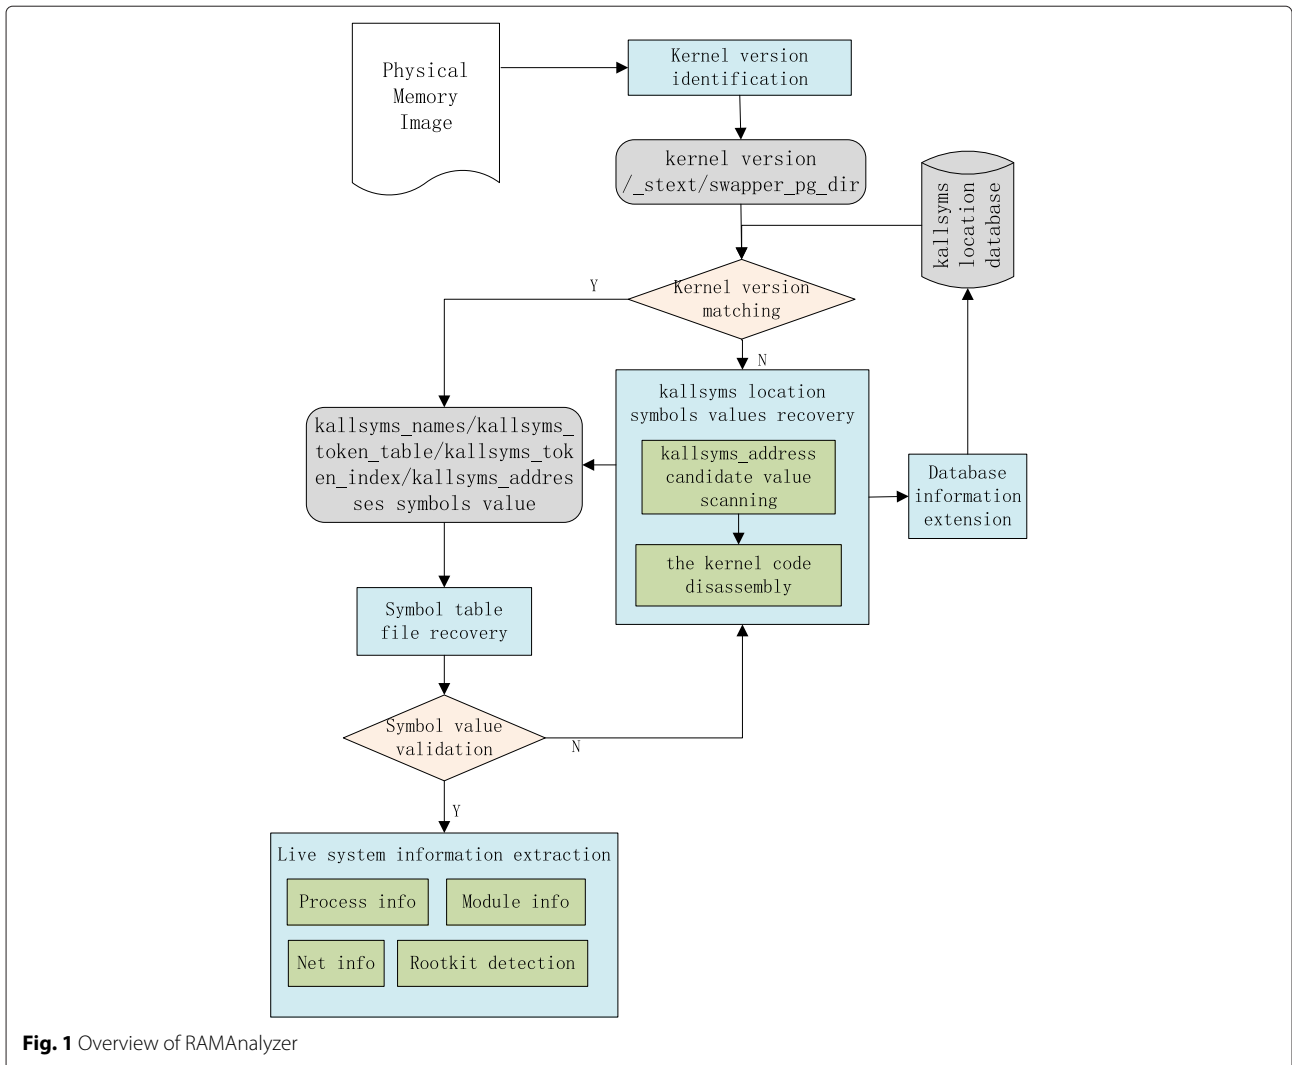 Physical
Memory
Image
Kernel version
identification
kernel version
/_stext/swapper_pg_dir
kallsyms
location
database
Kernel version
matching
Y
N
kallsyms location
symbols values recovery
kallsyms_address
candidate value
scanning
the kernel code
disassembly
kallsyms_names/kallsyms_
token_table/kallsyms_tok
en_index/kallsyms_addres
ses symbols value
Database
information
extension
Symbol table
file recovery
Symbol value
validation
N
Y
Live system information extraction
Process info
Module info
Net info
Rootkit detection
Fig. 1 Overview of RAMAnalyzer